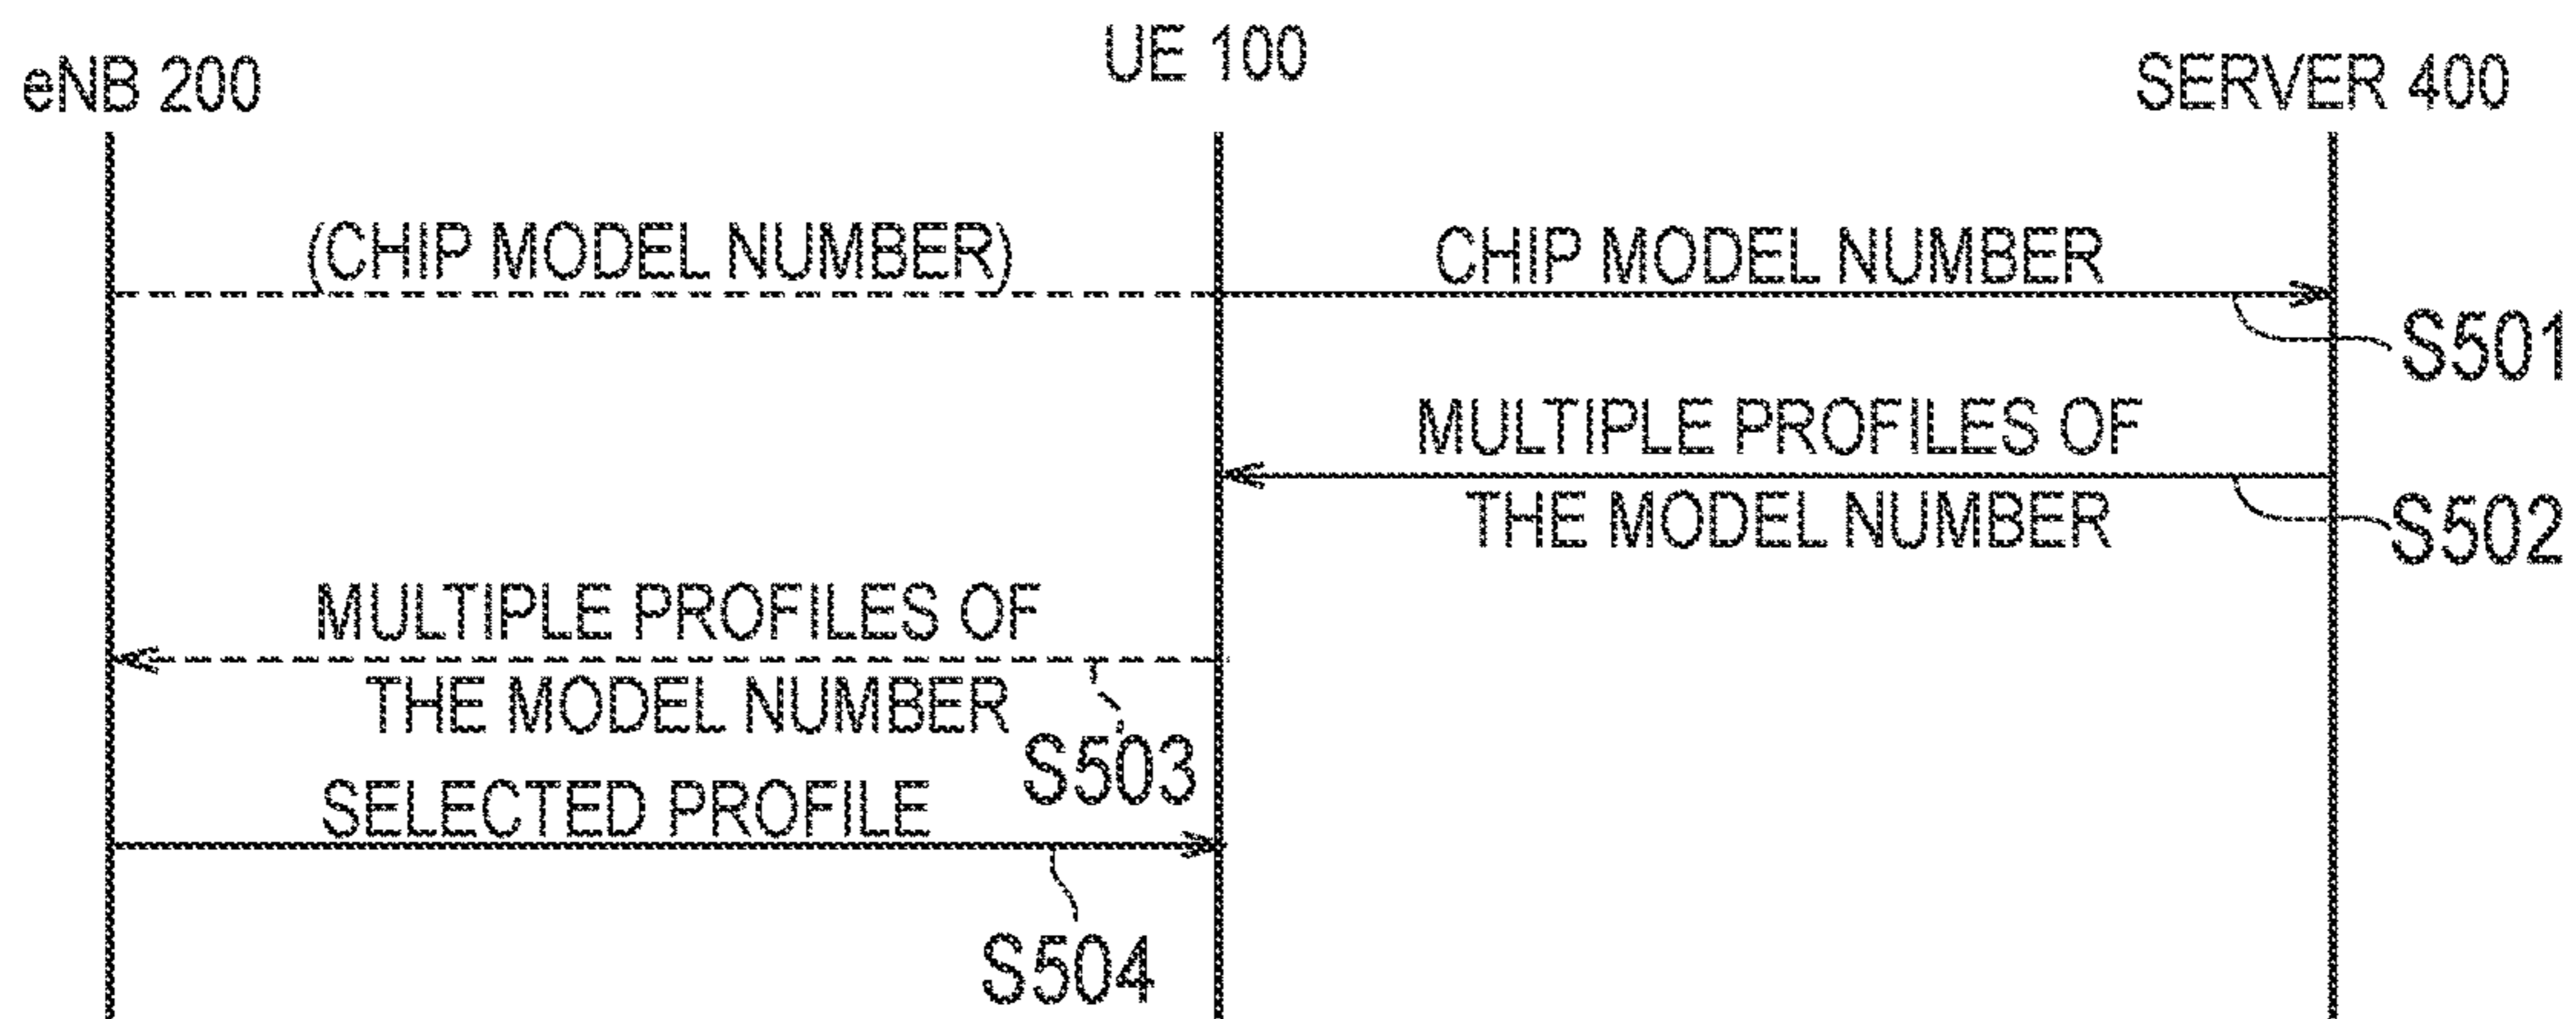 eNB 200
UE 100
SERVER 400
(CHIP MODEL NUMBER)
CHIP MODEL NUMBER
S501
MULTIPLE PROFILES OF
THE MODEL NUMBER
S502
MULTIPLE PROFILES OF
THE MODEL NUMBER
S503
SELECTED PROFILE
S504